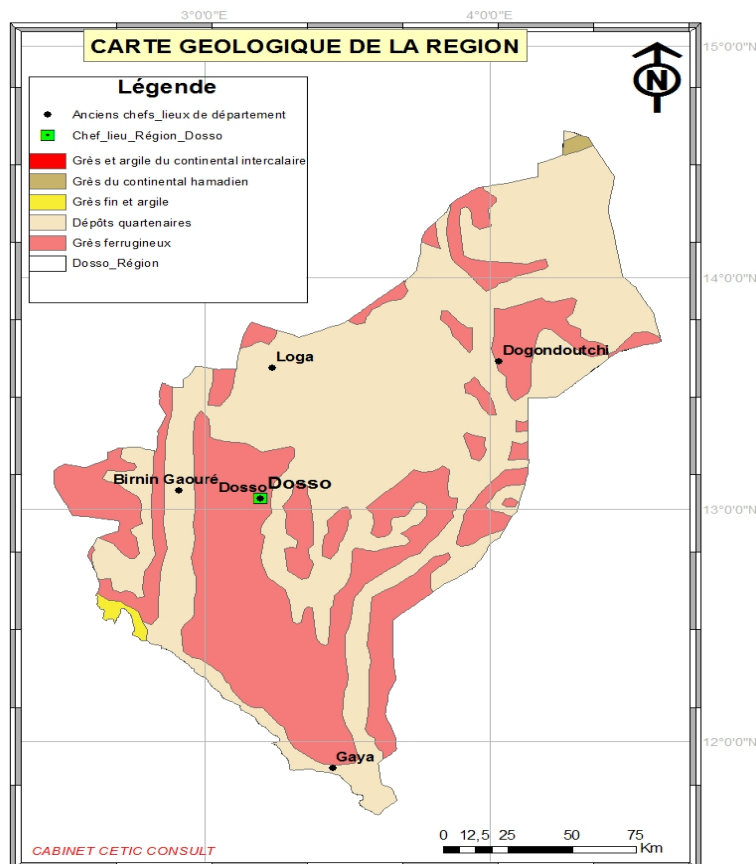 3°0'0"E 4°0'0"E
CARTE GEOLOGIQUE DE LA REGION
15°0'0"N
N
Légende
Anciens chefs_lieux de département
Chef_lieu_Région_Dosso
Grès et argile du continental intercalaire
Grès du continental hamadien
Grès fin et argile
Dépôts quartenaires
Grès ferrugineux
Dosso_Région
14°0'0"N
Loga
Dogondoutchi
Birnin Gaouré
Dosso
Dosso
13°0'0"N
12°0'0"N
Gaya
0 12,5 25 50 75
Km
CABINET CETIC CONSULT